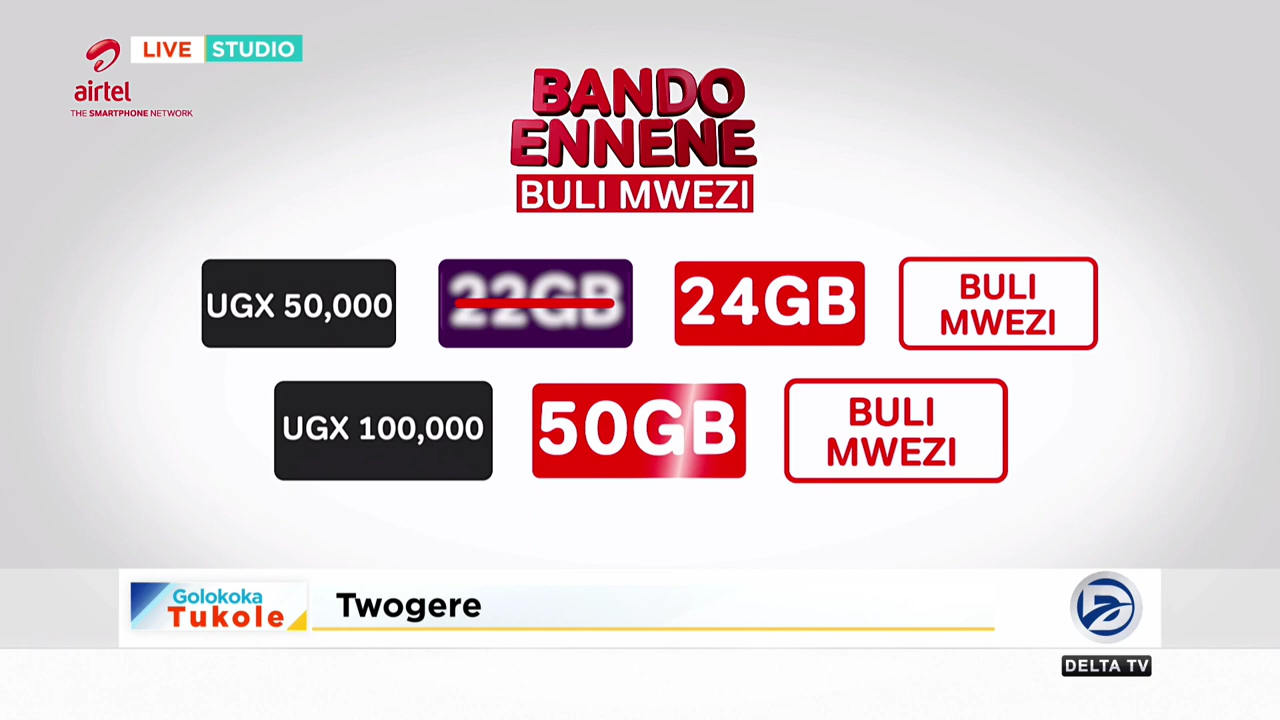 LIVE STUDIO
airtel
THE SMARTPHONE NETWORK
BANDO
ENNENE
BULI MWEZI
UGX 50,000 22GB 24GB BULI
MWEZI
UGX 100,000 50GB BULI
MWEZI
Golokoka
Tukole
Twogere
DELTA TV